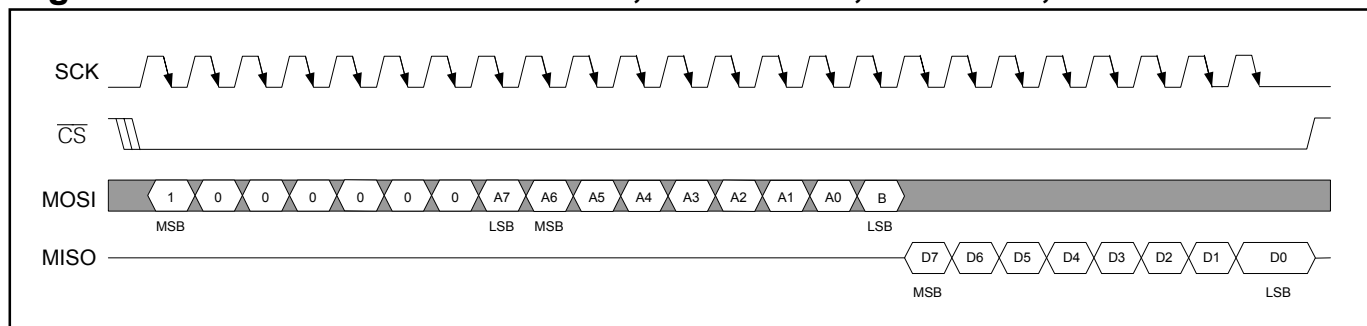 SCK
CS
MOSI 1 0 0 0 0 0 0 A7 A6 A5 A4 A3 A2 A1 A0 B
MSB LSB MSB LSB
MISO D7 D6 D5 D4 D3 D2 D1 D0
MSB LSB